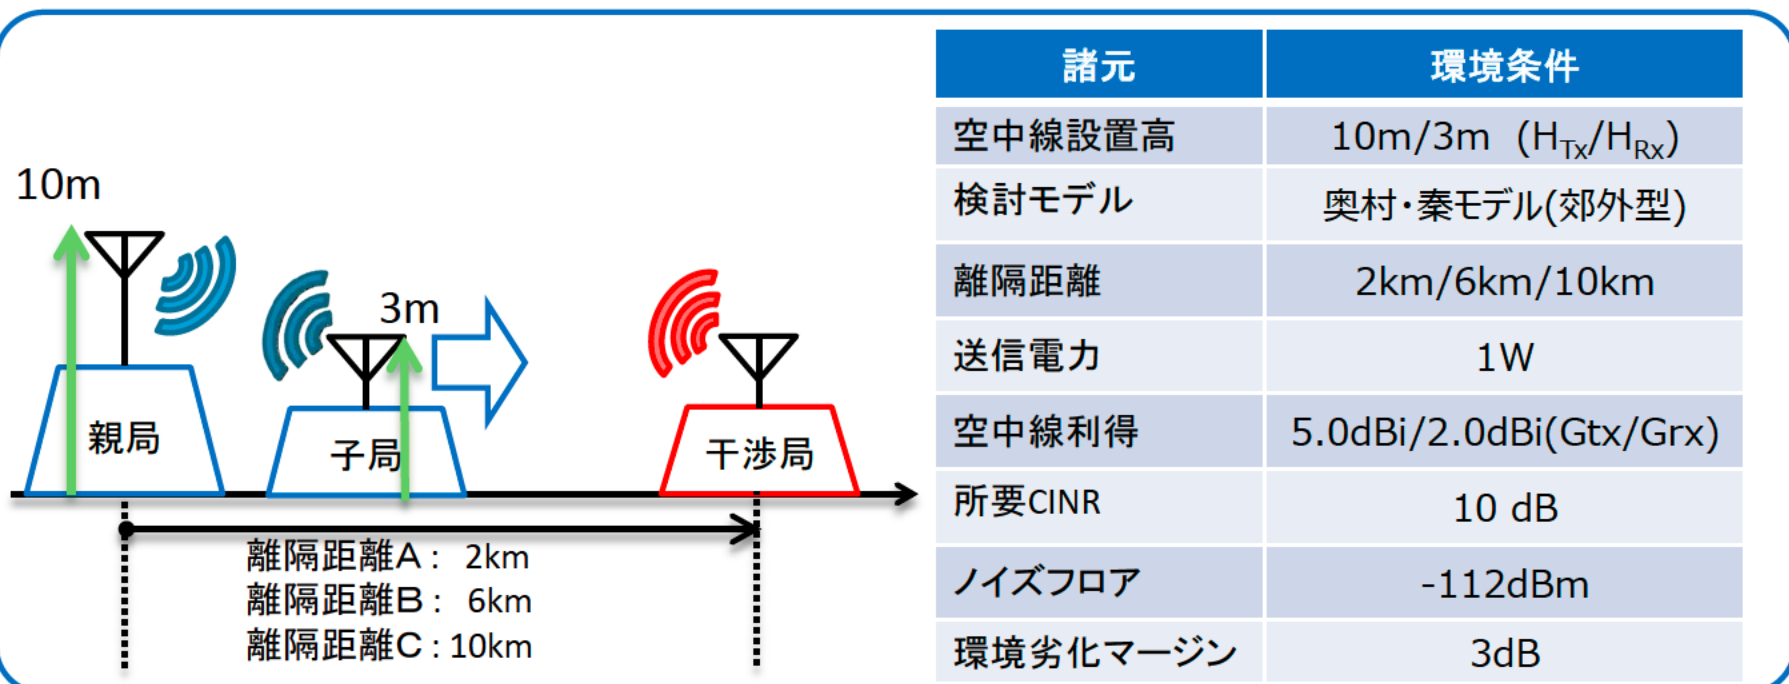 10m
3m
親局
子局
干渉局
離隔距離A： 2km
離隔距離B： 6km
離隔距離C：10km
諸元 環境条件
空中線設置高 10m/3m (HTx/HRx)
検討モデル 奥村・秦モデル(郊外型)
離隔距離 2km/6km/10km
送信電力 1W
空中線利得 5.0dBi/2.0dBi(Gtx/Grx)
所要CINR 10 dB
ノイズフロア -112dBm
環境劣化マージン 3dB